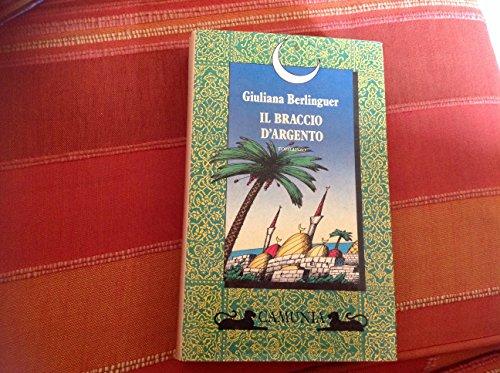 Giuliana Berlinguer
IL BRACCIO
D'ARGENTO
romanzo
CAMUNIA